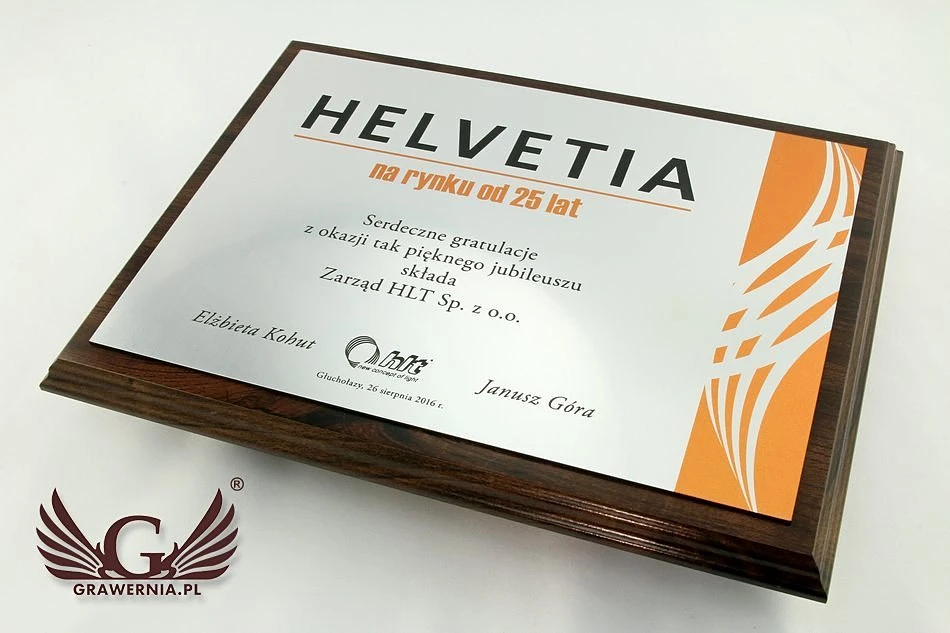 HELVETIA
na rynku od 25 lat
Serdeczne gratulacje
z okazji tak pięknego jubileuszu
składa
Zarząd HLT Sp. z o.o.
Elżbieta Kohut
hlt
new concept of light
Janusz Góra
Głuchołazy, 26 sierpnia 2016 r.
G ®
GRAWERNIA.PL